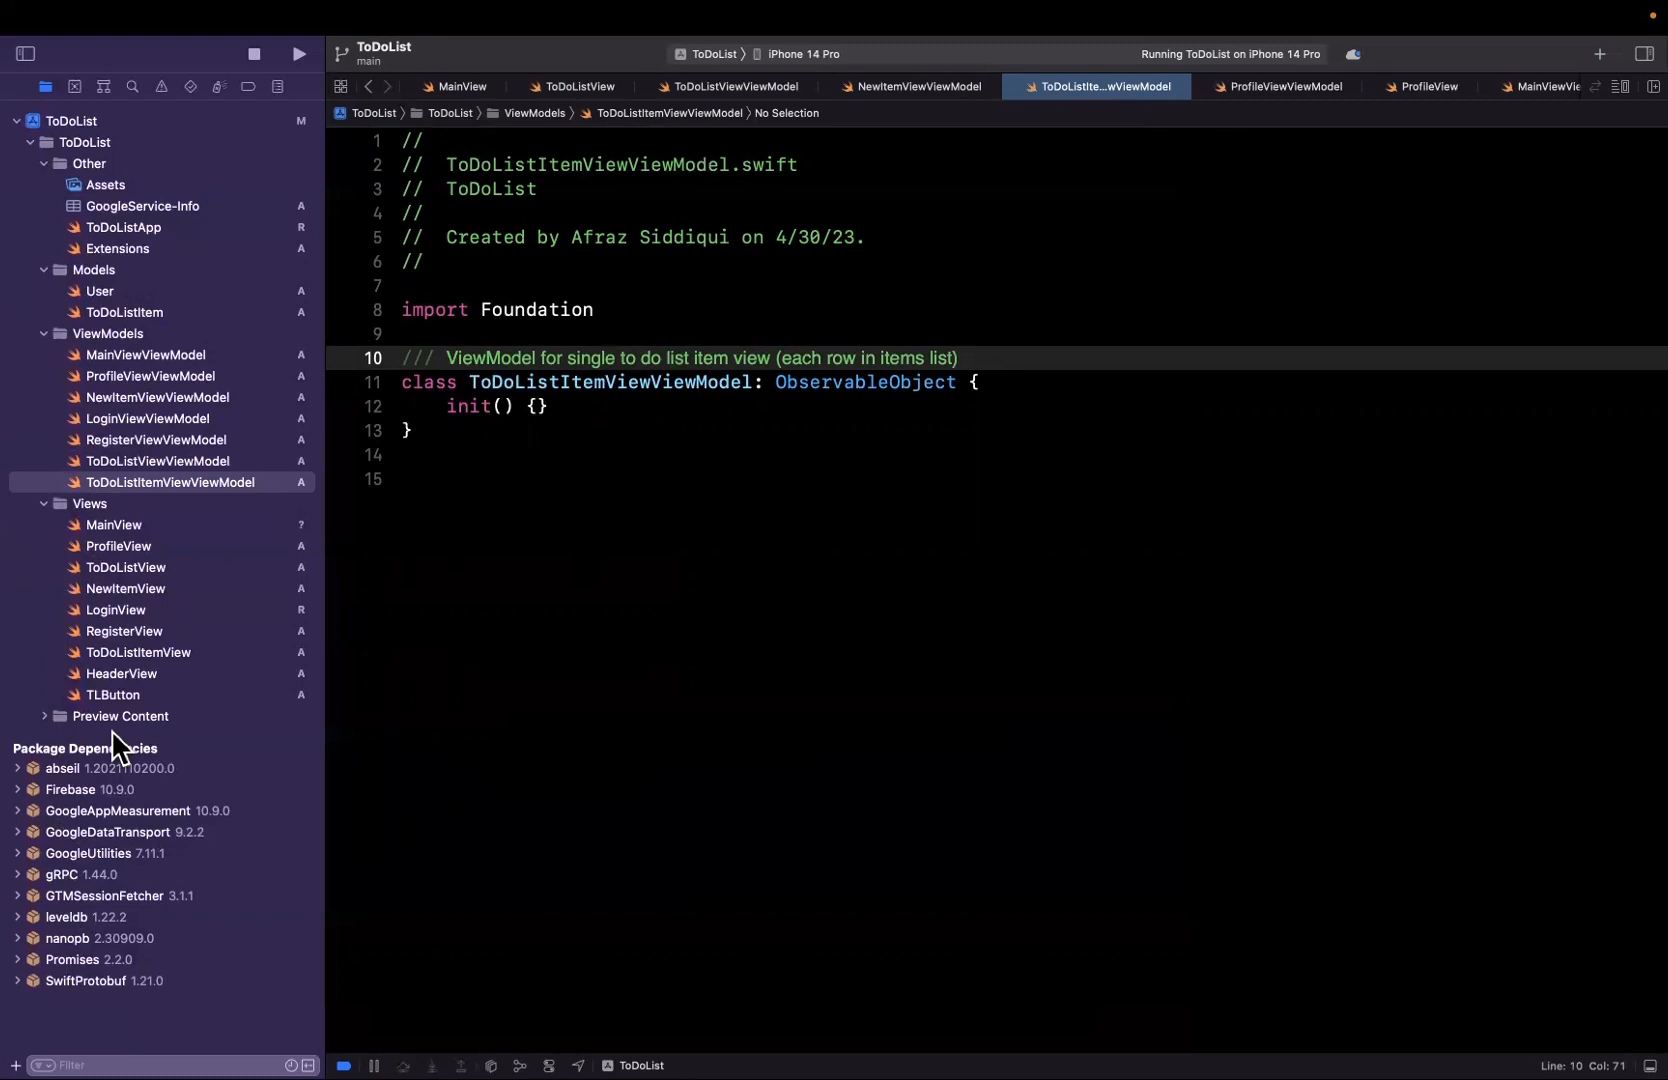 ToDoList
main
ToDoList
iPhone 14 Pro
Running ToDoList on iPhone 14 Pro
MainView
ToDoListView
ToDoListViewViewModel
NewItemViewViewModel
ToDoListIte...wViewModel
ProfileViewViewModel
ProfileView
MainViewVie
ToDoList
ToDoList
ViewModels
ToDoListItemViewViewModel
No Selection
ToDoList M
ToDoList
Other
Assets
GoogleService-Info A
ToDoListApp R
Extensions A
Models
User A
ToDoListItem A
ViewModels
MainViewViewModel A
ProfileViewViewModel A
NewItemViewViewModel A
LoginViewViewModel A
RegisterViewViewModel A
ToDoListViewViewModel A
ToDoListItemViewViewModel A
Views
MainView ?
ProfileView A
ToDoListView A
NewItemView A
LoginView R
RegisterView A
ToDoListItemView A
HeaderView A
TLButton A
Preview Content
Package Dependencies
abseil
Firebase 10.9.0
GoogleAppMeasurement 10.9.0
GoogleDataTransport 9.2.2
GoogleUtilities 7.11.1
gRPC 1.44.0
GTMSessionFetcher 3.1.1
leveldb 1.22.2
nanopb 2.30909.0
Promises 2.2.0
SwiftProtobuf 1.21.0
Filter
1 //
2 //  ToDoListItemViewViewModel.swift
3 //  ToDoList
4 //
5 //  Created by Afraz Siddiqui on 4/30/23.
6 //
7
8 import Foundation
9
10 /// ViewModel for single to do list item view (each row in items list)
11 class ToDoListItemViewViewModel: ObservableObject {
12     init() {}
13 }
14
15
ToDoList
Line: 10 Col: 71